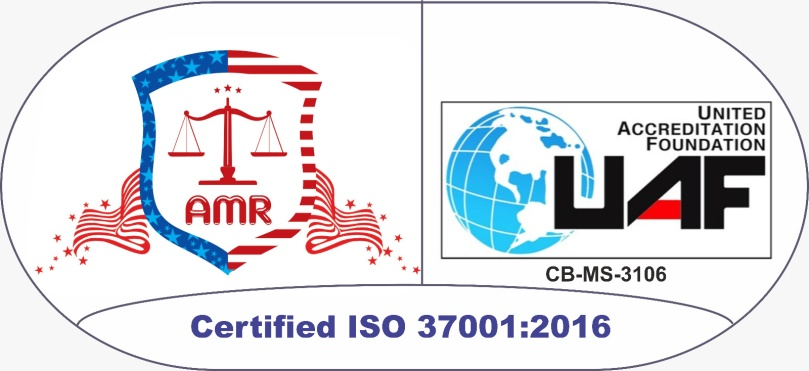 AMR
UNITED
ACCREDITATION
FOUNDATION
UAF
CB-MS-3106
Certified ISO 37001:2016